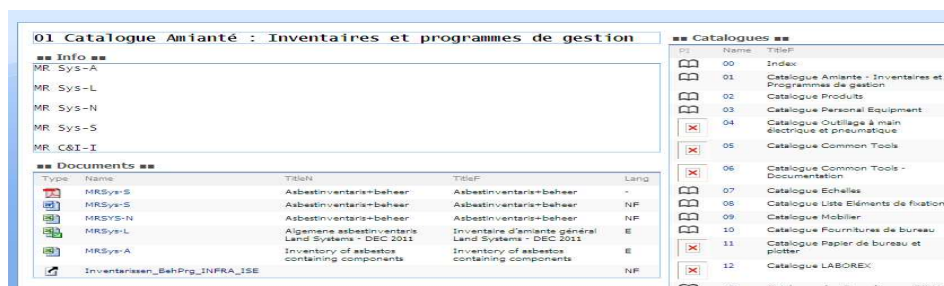 01 Catalogue Amianté : Inventaires et programmes de gestion
Info
MR Sys-A
MR Sys-L
MR Sys-N
MR Sys-S
MR C&I-I
Documents
Type Name TitleN TitleF Lang
MRSys-S Asbestinventaris+beheer Asbestinventaris+beheer -
MRSys-S Asbestinventaris+beheer Asbestinventaris+beheer NF
MRSYS-N Asbestinventaris+beheer Asbestinventaris+beheer NF
MRSys-L Algemene asbestinventaris Inventaire d'amiante général E
Land Systems - DEC 2011 Land Systems - DEC 2011
MRSys-A Inventory of asbestos Inventory of asbestos E
containing components containing components
Inventarissen_BehPrg_INFRA_ISE NF
Catalogues
PI Name TitleF
00 Index
01 Catalogue Amiante - Inventaires et
Programmes de gestion
02 Catalogue Produits
03 Catalogue Personal Equipment
04 Catalogue Outillage à main
électrique et pneumatique
05 Catalogue Common Tools
06 Catalogue Common Tools -
Documentation
07 Catalogue Echelles
08 Catalogue Liste Eléments de fixation
09 Catalogue Mobilier
10 Catalogue Fournitures de bureau
11 Catalogue Papier de bureau et
plotter
12 Catalogue LABOREX